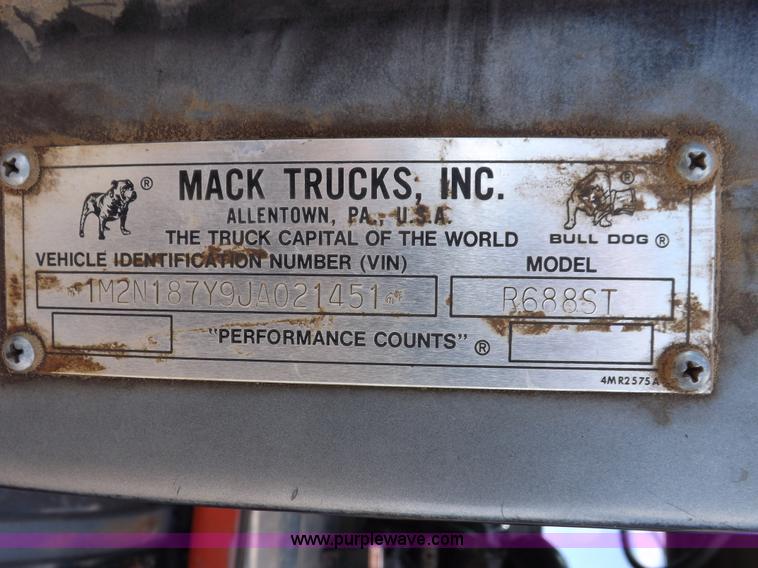 ® MACK TRUCKS, INC. ®
ALLENTOWN, PA., U.S.A.
THE TRUCK CAPITAL OF THE WORLD BULL DOG ®
VEHICLE IDENTIFICATION NUMBER (VIN) MODEL
1M2N187Y9JA021451 R688ST
"PERFORMANCE COUNTS" ®
4MR2575A
www.purplewave.com